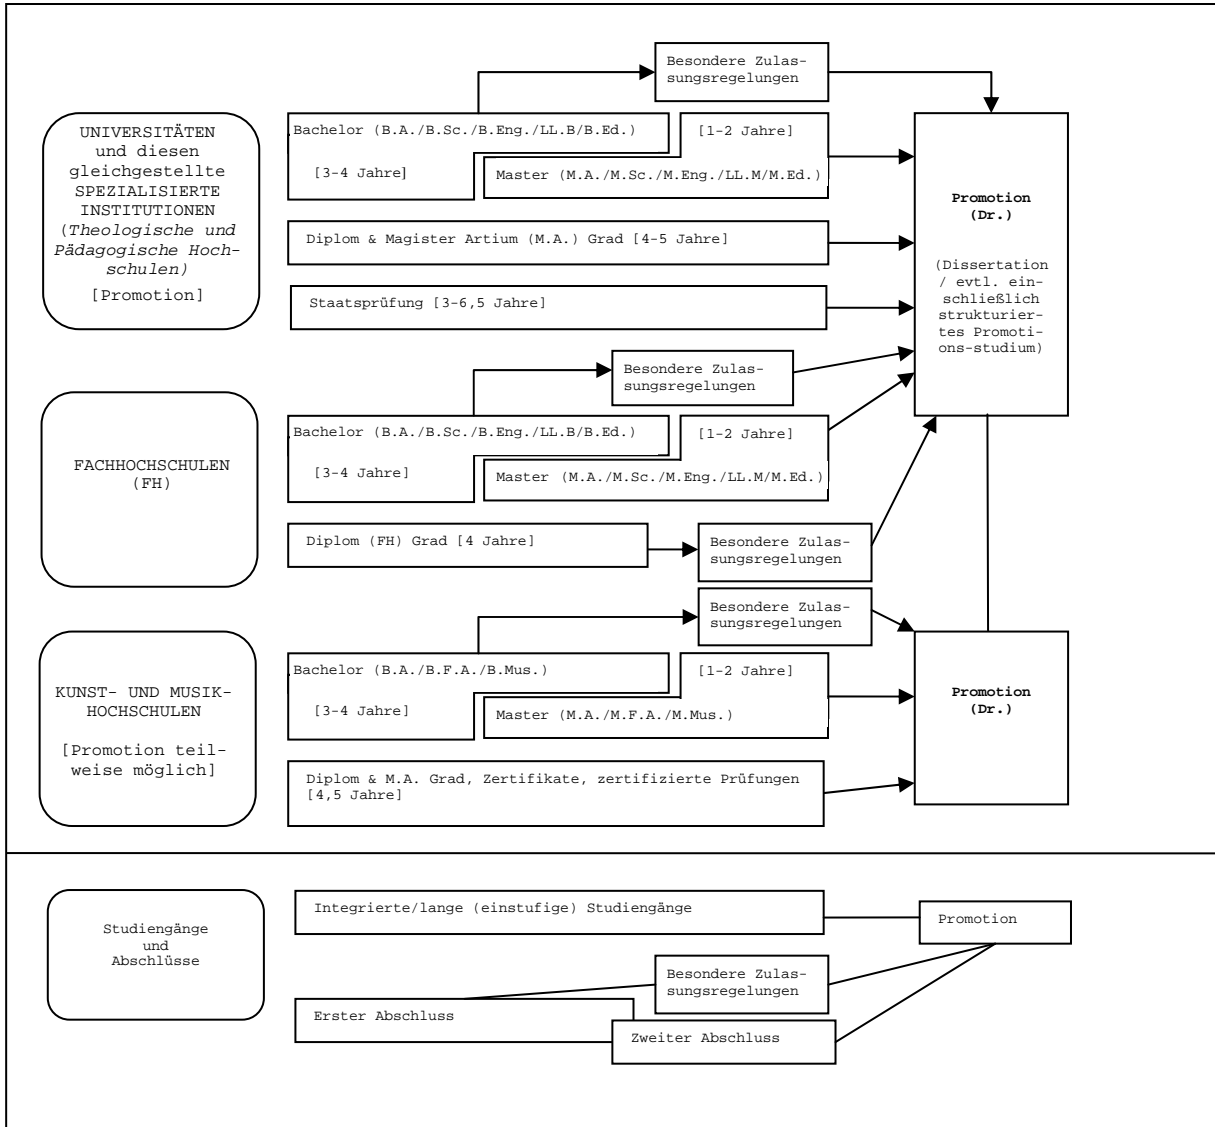 Besondere Zulas-
sungsregelungen
UNIVERSITÄTEN
und diesen
gleichgestellte
SPEZIALISIERTE
INSTITUTIONEN
(Theologische und
Pädagogische Hoch-
schulen)
[Promotion]
Bachelor (B.A./B.Sc./B.Eng./LL.B/B.Ed.)
[3-4 Jahre]
[1-2 Jahre]
Master (M.A./M.Sc./M.Eng./LL.M/M.Ed.)
Diplom & Magister Artium (M.A.) Grad [4-5 Jahre]
Staatsprüfung [3-6,5 Jahre]
Promotion
(Dr.)
(Dissertation
/ evtl. ein-
schließlich
strukturier-
tes Promoti-
ons-studium)
Besondere Zulas-
sungsregelungen
FACHHOCHSCHULEN
(FH)
Bachelor (B.A./B.Sc./B.Eng./LL.B/B.Ed.)
[3-4 Jahre]
[1-2 Jahre]
Master (M.A./M.Sc./M.Eng./LL.M/M.Ed.)
Diplom (FH) Grad [4 Jahre]
Besondere Zulas-
sungsregelungen
Besondere Zulas-
sungsregelungen
KUNST- UND MUSIK-
HOCHSCHULEN
[Promotion teil-
weise möglich]
Bachelor (B.A./B.F.A./B.Mus.)
[3-4 Jahre]
[1-2 Jahre]
Master (M.A./M.F.A./M.Mus.)
Diplom & M.A. Grad, Zertifikate, zertifizierte Prüfungen
[4,5 Jahre]
Promotion
(Dr.)
Studiengänge
und
Abschlüsse
Integrierte/lange (einstufige) Studiengänge
Promotion
Besondere Zulas-
sungsregelungen
Erster Abschluss
Zweiter Abschluss